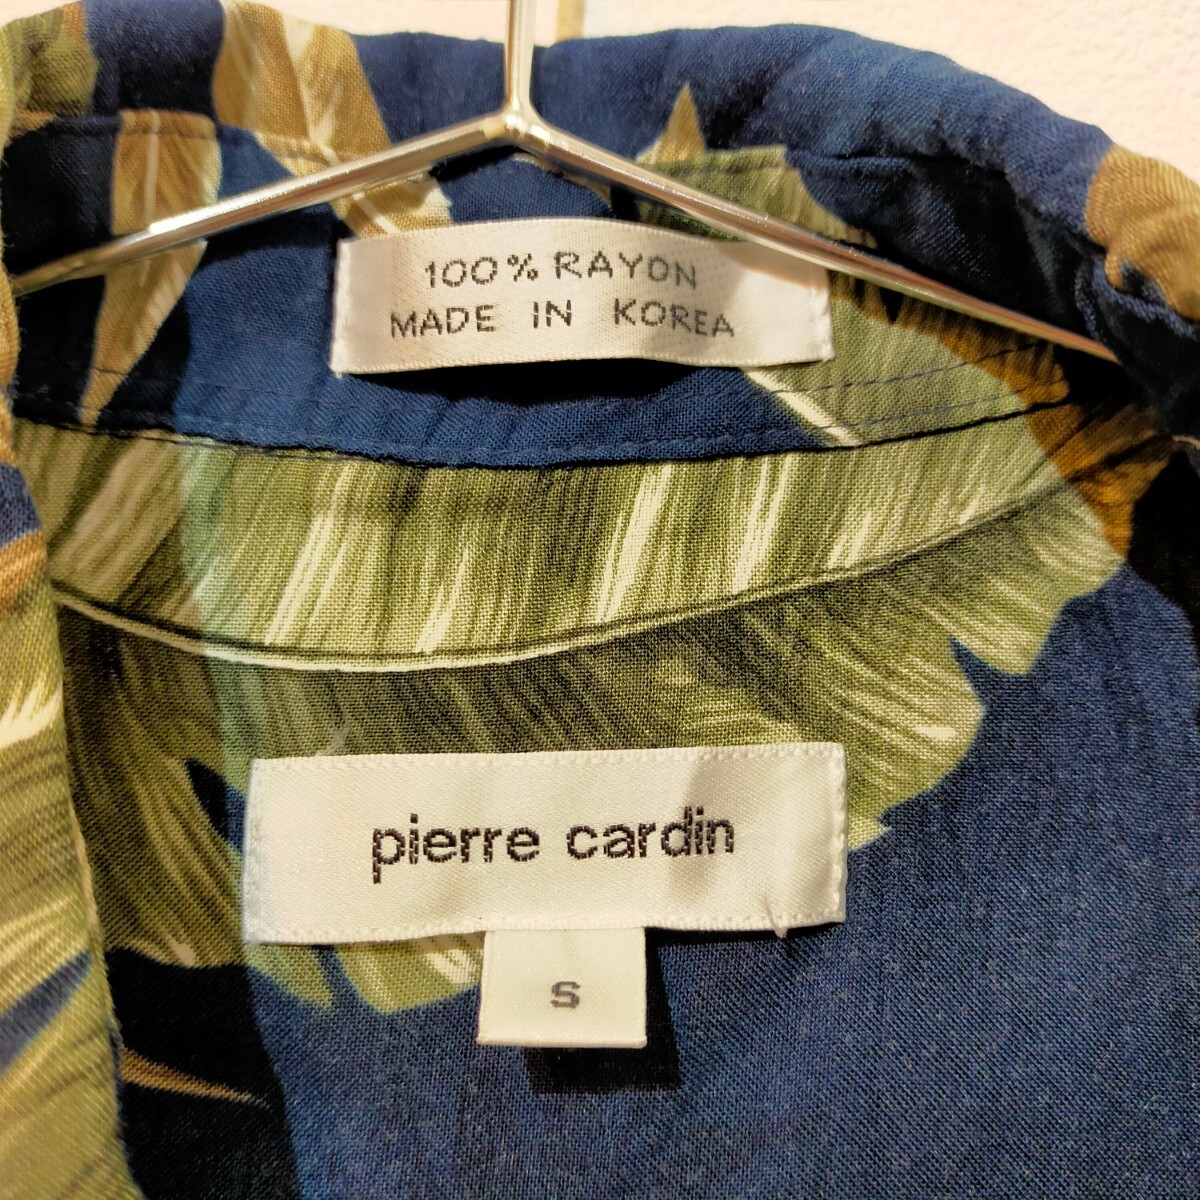 100% RAYON
MADE IN KOREA
pierre cardin
S